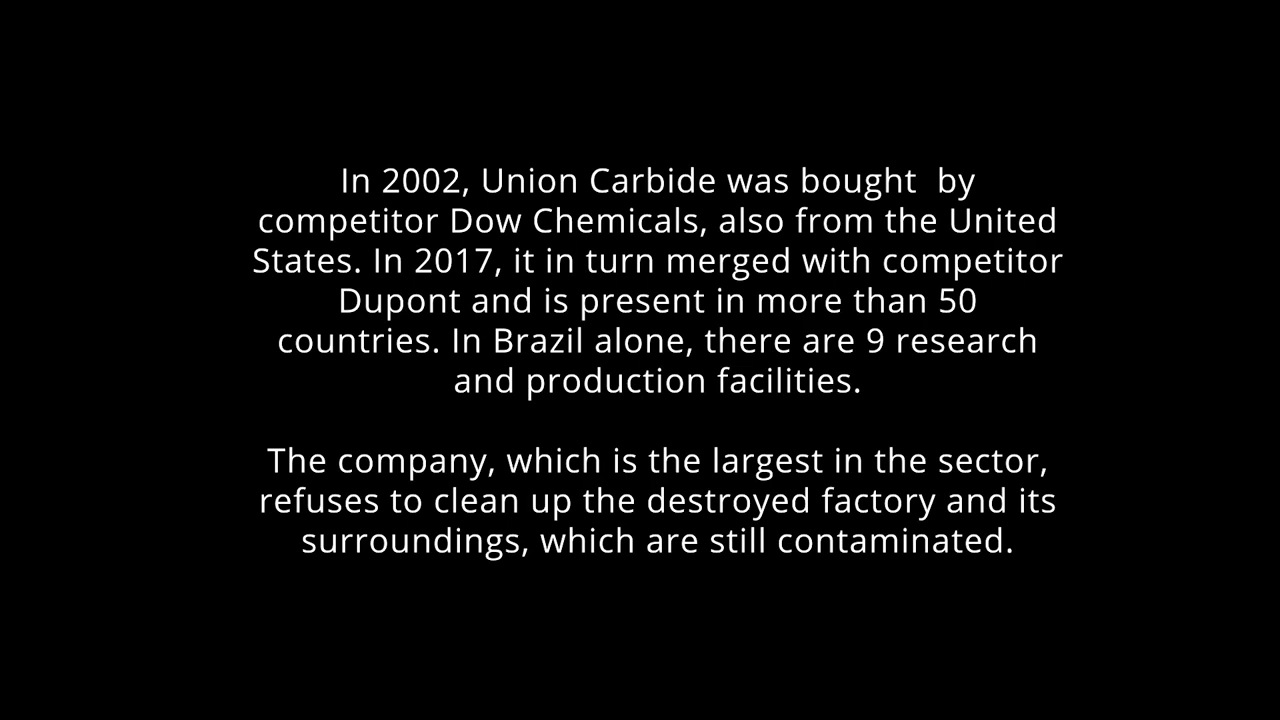 In 2002, Union Carbide was bought  by
competitor Dow Chemicals, also from the United
States. In 2017, it in turn merged with competitor
Dupont and is present in more than 50
countries. In Brazil alone, there are 9 research
and production facilities.
The company, which is the largest in the sector,
refuses to clean up the destroyed factory and its
surroundings, which are still contaminated.